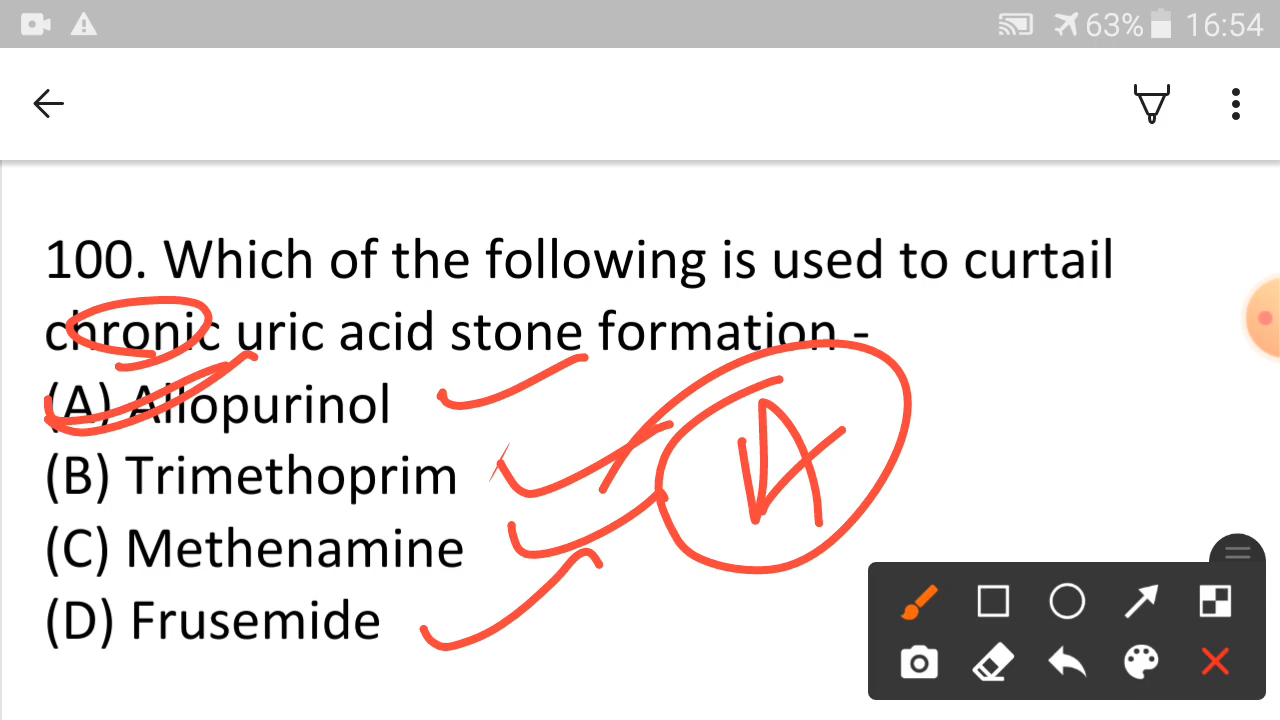 63% 16:54
100. Which of the following is used to curtail
chronic uric acid stone formation -
(A) Allopurinol
(B) Trimethoprim
(C) Methenamine
(D) Frusemide
A